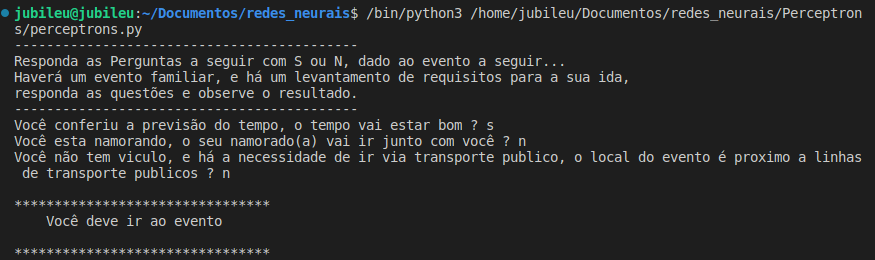 jubileu@jubileu:~/Documentos/redes_neurais$ /bin/python3 /home/jubileu/Documentos/redes_neurais/Perceptron
s/perceptrons.py
-------------------------------------------
Responda as Perguntas a seguir com S ou N, dado ao evento a seguir...
Haverá um evento familiar, e há um levantamento de requisitos para a sua ida,
responda as questões e observe o resultado.
-------------------------------------------
Você conferiu a previsão do tempo, o tempo vai estar bom ? s
Você esta namorando, o seu namorado(a) vai ir junto com você ? n
Você não tem viculo, e há a necessidade de ir via transporte publico, o local do evento é proximo a linhas
de transporte publicos ? n
********************************
Você deve ir ao evento
********************************